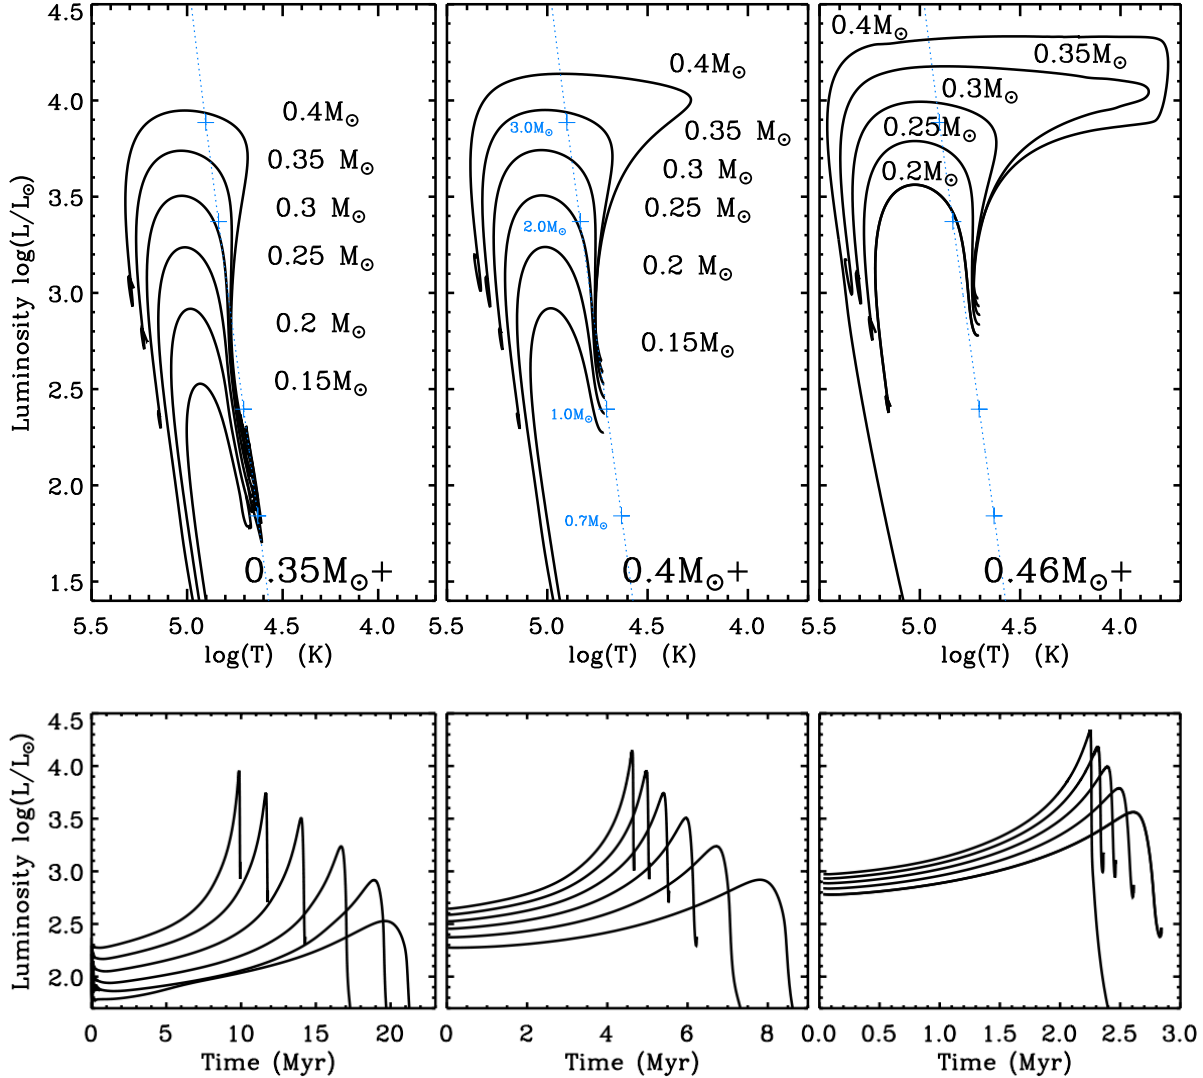 Luminosity log(L/L⊙)
4.5
4.0
3.5
3.0
2.5
2.0
1.5
0.4M⊙
0.35 M⊙
0.3 M⊙
0.25 M⊙
0.2 M⊙
0.15M⊙
0.35M⊙+
5.5 5.0 4.5 4.0
log(T) (K)
0.4M⊙
0.35 M⊙
0.3 M⊙
0.25 M⊙
0.2 M⊙
0.15M⊙
3.0M⊙
2.0M⊙
1.0M⊙
0.7M⊙
0.4M⊙+
5.5 5.0 4.5 4.0
log(T) (K)
0.4M⊙
0.35M⊙
0.3M⊙
0.25M⊙
0.2M⊙
0.46M⊙+
5.5 5.0 4.5 4.0
log(T) (K)
Luminosity log(L/L⊙)
4.5
4.0
3.5
3.0
2.5
2.0
0 5 10 15 20
Time (Myr)
0 2 4 6 8
Time (Myr)
0.0 0.5 1.0 1.5 2.0 2.5 3.0
Time (Myr)